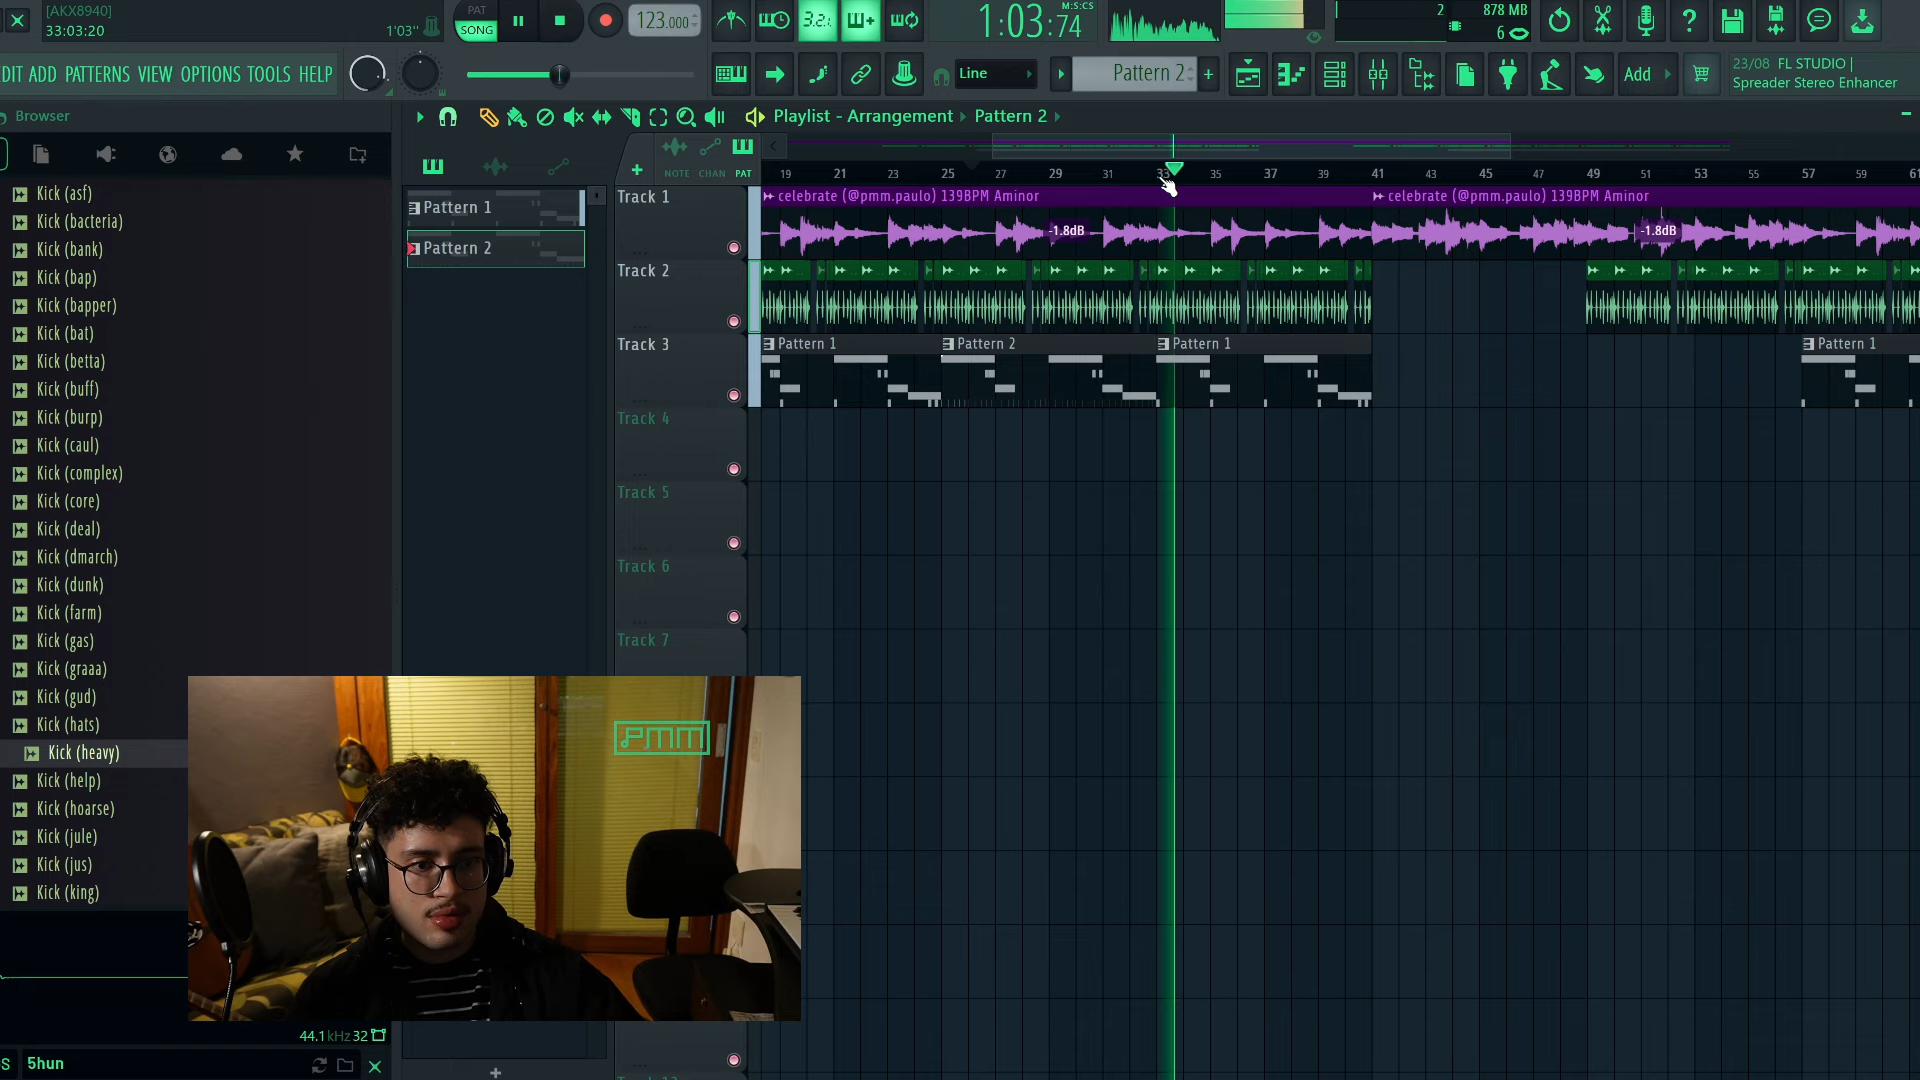 [AKX8940]
33:03:20
1'03"
PAT
SONG
123.000
3.2.
1:03:74
M:S:CS
2
878 MB
6
EDIT ADD PATTERNS VIEW OPTIONS TOOLS HELP
Line
Pattern 2
Add
23/08 FL STUDIO |
Spreader Stereo Enhancer
Browser
Playlist - Arrangement
Pattern 2
NOTE CHAN PAT
19 21 23 25 27 29 31 33 35 37 39 41 43 45 47 49 51 53 55 57 59 61
Kick (asf)
Kick (bacteria)
Kick (bank)
Kick (bap)
Kick (bapper)
Kick (bat)
Kick (betta)
Kick (buff)
Kick (burp)
Kick (caul)
Kick (complex)
Kick (core)
Kick (deal)
Kick (dmarch)
Kick (dunk)
Kick (farm)
Kick (gas)
Kick (graaa)
Kick (gud)
Kick (hats)
Kick (heavy)
Kick (help)
Kick (hoarse)
Kick (jule)
Kick (jus)
Kick (king)
44.1kHz 32
5hun
Pattern 1
Pattern 2
Track 1
celebrate (@pmm.paulo) 139BPM Aminor
celebrate (@pmm.paulo) 139BPM Aminor
-1.8dB
-1.8dB
Track 2
Track 3
Pattern 1
Pattern 2
Pattern 1
Pattern 1
Track 4
Track 5
Track 6
Track 7
PMM